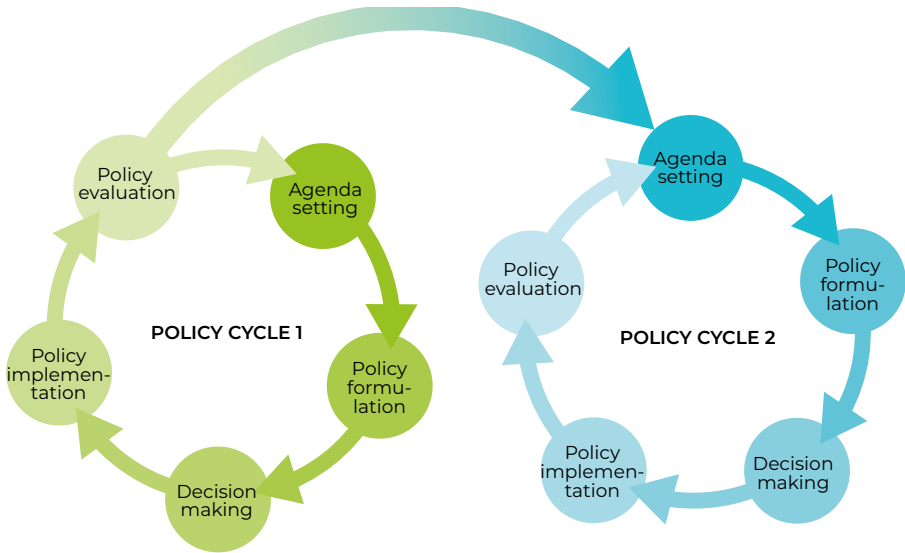 Policy
evaluation
Agenda
setting
POLICY CYCLE 1
Policy
implemen-
tation
Policy
formu-
lation
Decision
making
Agenda
setting
Policy
evaluation
Policy
formu-
lation
POLICY CYCLE 2
Policy
implemen-
tation
Decision
making